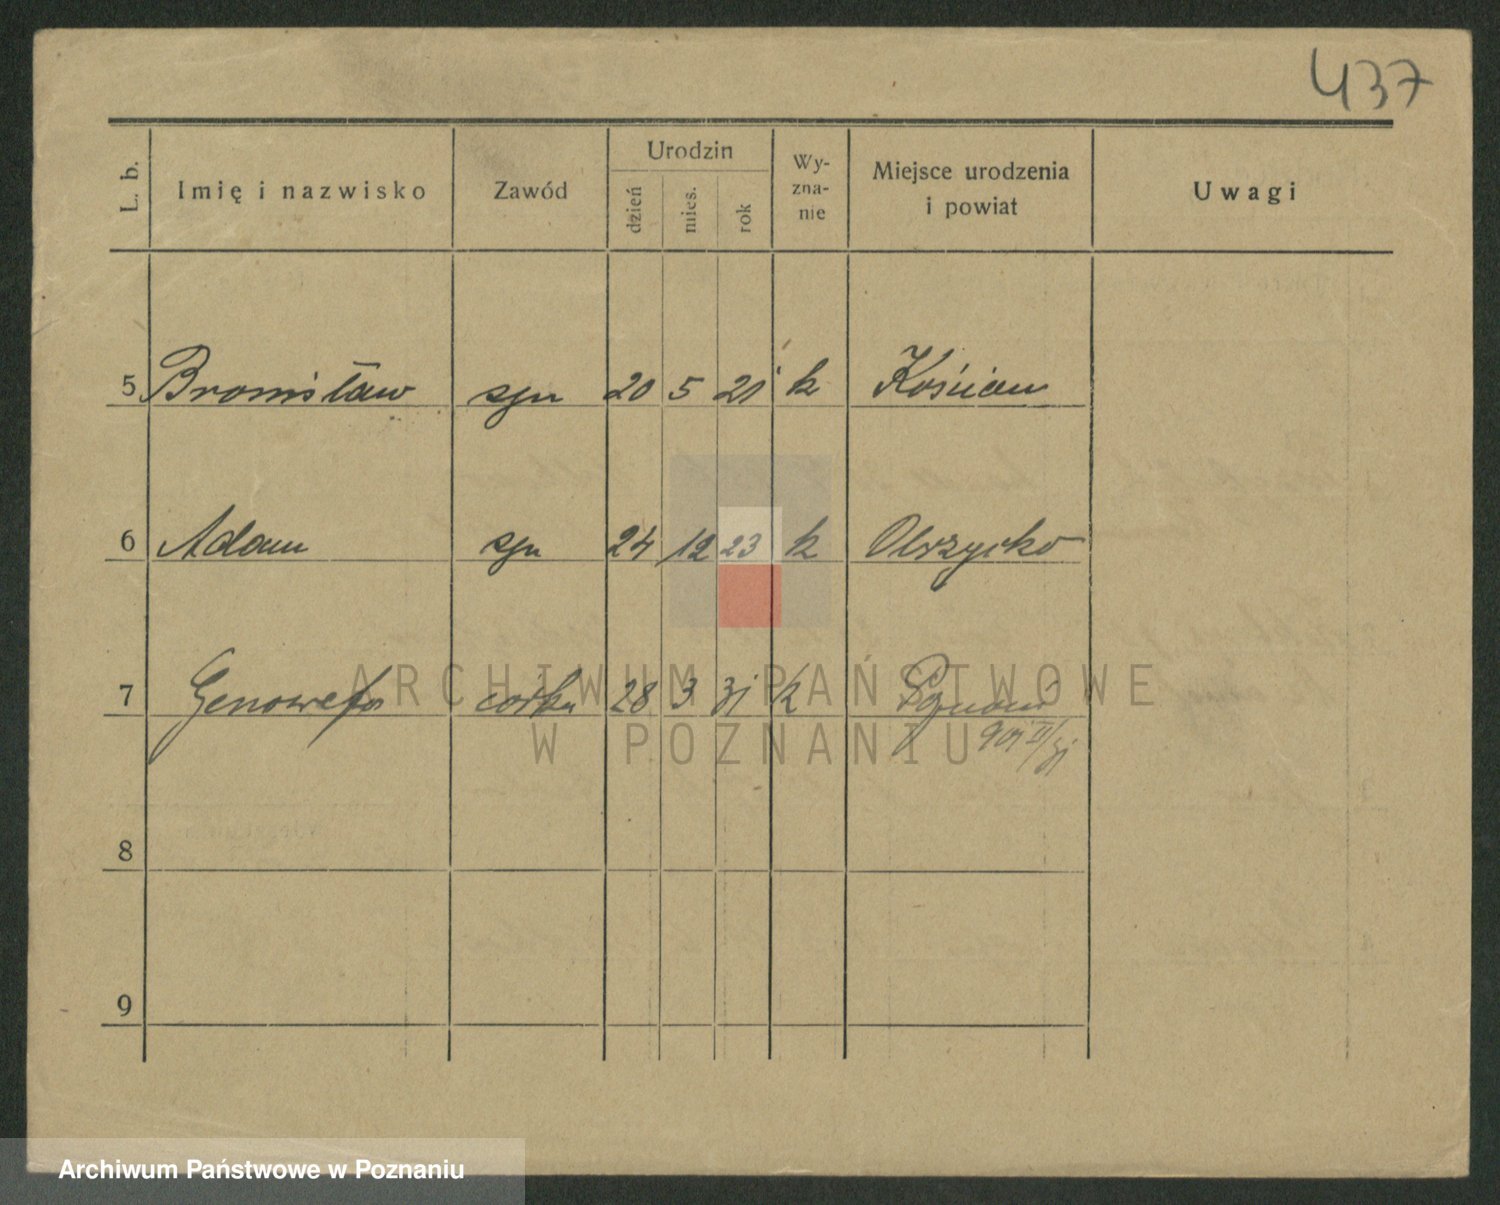 437
L. b. Imię i nazwisko Zawód Urodzin dzień mies. rok Wy-zna-nie Miejsce urodzenia i powiat Uwagi
5 Bronisław syn 20 5 21 k Kościan
6 Adam syn 24 12 23 k Obrzycko
7 Genowefa córka 28 3 31 k Poznań
8
9
ARCHIWUM PAŃSTWOWE
W POZNANIU
Archiwum Państwowe w Poznaniu